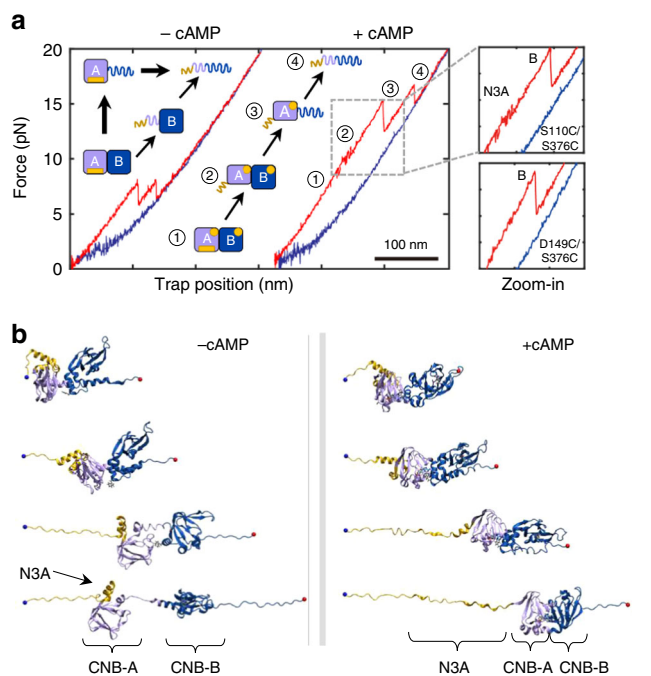 a
– cAMP
+ cAMP
Force (pN)
20
15
10
5
0
A
B
A B
④
③
A
②
A B
①
A B
①
②
③
④
100 nm
Trap position (nm)
B
N3A
S110C/
S376C
B
D149C/
S376C
Zoom-in
b
–cAMP
+cAMP
N3A
CNB-A
CNB-B
N3A
CNB-A
CNB-B